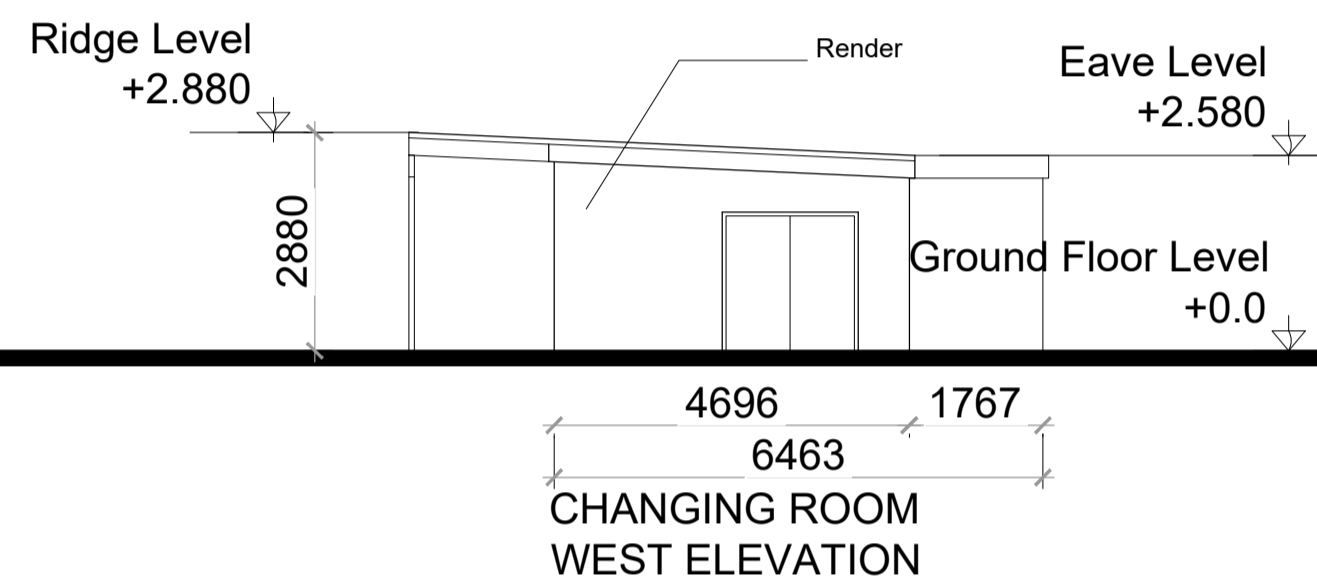 Ridge Level
+2.880
Render
Eave Level
+2.580
2880
Ground Floor Level
+0.0
4696
1767
6463
CHANGING ROOM
WEST ELEVATION